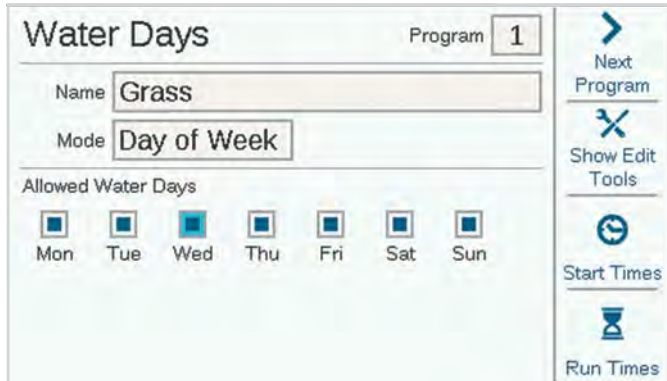 Water Days
Program 1
Name Grass
Mode Day of Week
Allowed Water Days
Mon Tue Wed Thu Fri Sat Sun
Next
Program
Show Edit
Tools
Start Times
Run Times